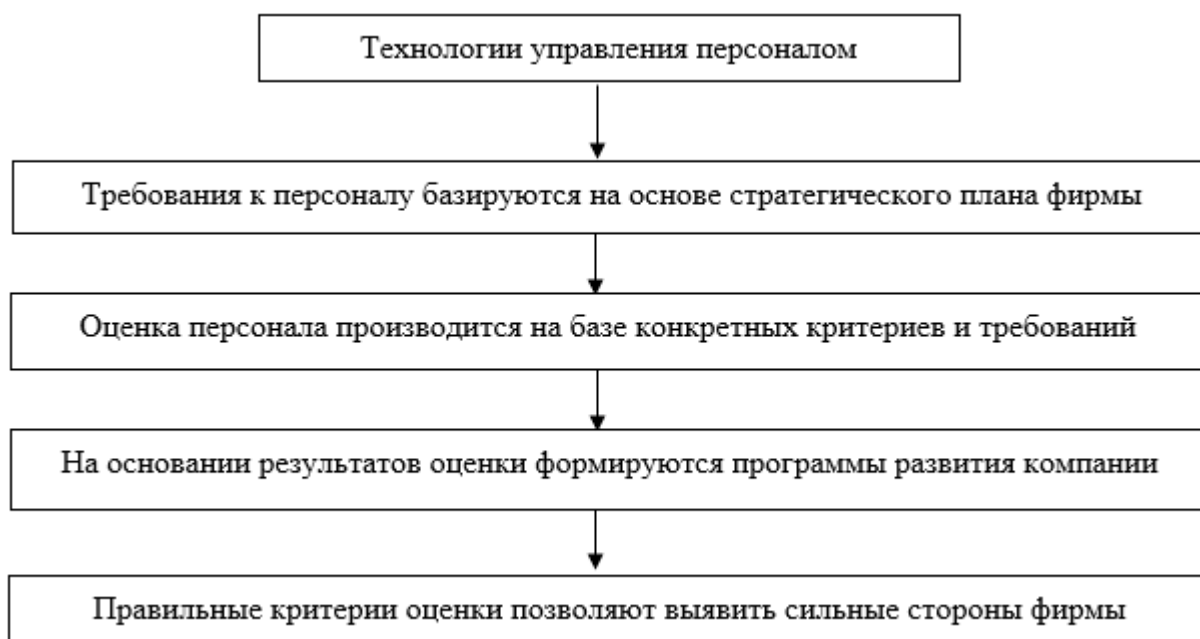 Технологии управления персоналом
Требования к персоналу базируются на основе стратегического плана фирмы
Оценка персонала производится на базе конкретных критериев и требований
На основании результатов оценки формируются программы развития компании
Правильные критерии оценки позволяют выявить сильные стороны фирмы